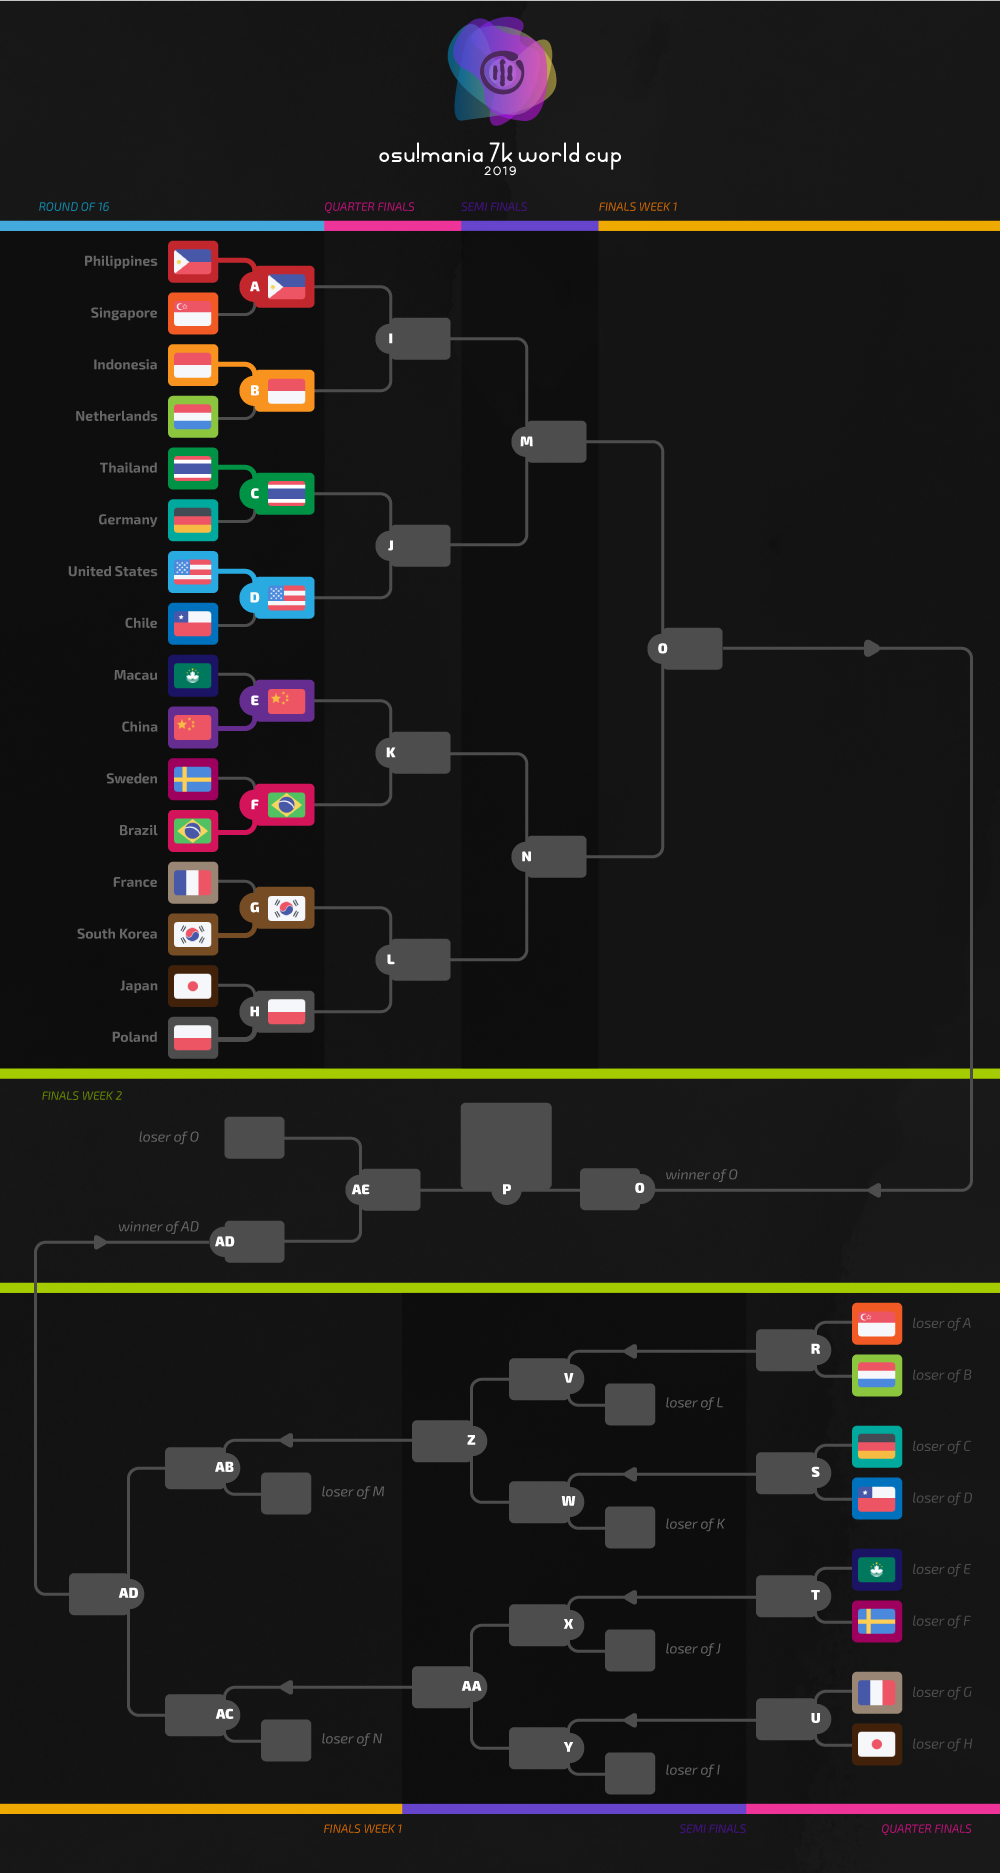 osu!mania 7k world cup
2019
ROUND OF 16
QUARTER FINALS
SEMI FINALS
FINALS WEEK 1
Philippines
A
Singapore
I
Indonesia
B
Netherlands
M
Thailand
C
Germany
J
United States
D
Chile
O
Macau
E
China
K
Sweden
F
Brazil
N
France
G
South Korea
L
Japan
H
Poland
FINALS WEEK 2
loser of O
AE
P
O
winner of O
winner of AD
AD
R
loser of A
V
loser of B
loser of L
Z
loser of C
AB
S
loser of D
loser of M
W
loser of K
loser of E
AD
T
X
loser of F
loser of J
AA
loser of G
AC
U
loser of N
Y
loser of H
loser of I
FINALS WEEK 1
SEMI FINALS
QUARTER FINALS